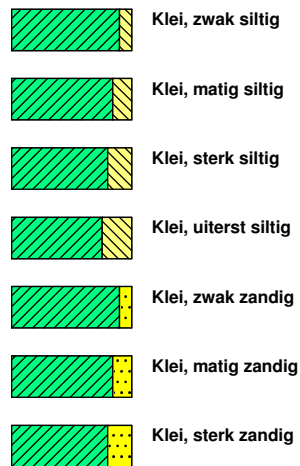 Klei, zwak siltig
Klei, matig siltig
Klei, sterk siltig
Klei, uiterst siltig
Klei, zwak zandig
Klei, matig zandig
Klei, sterk zandig